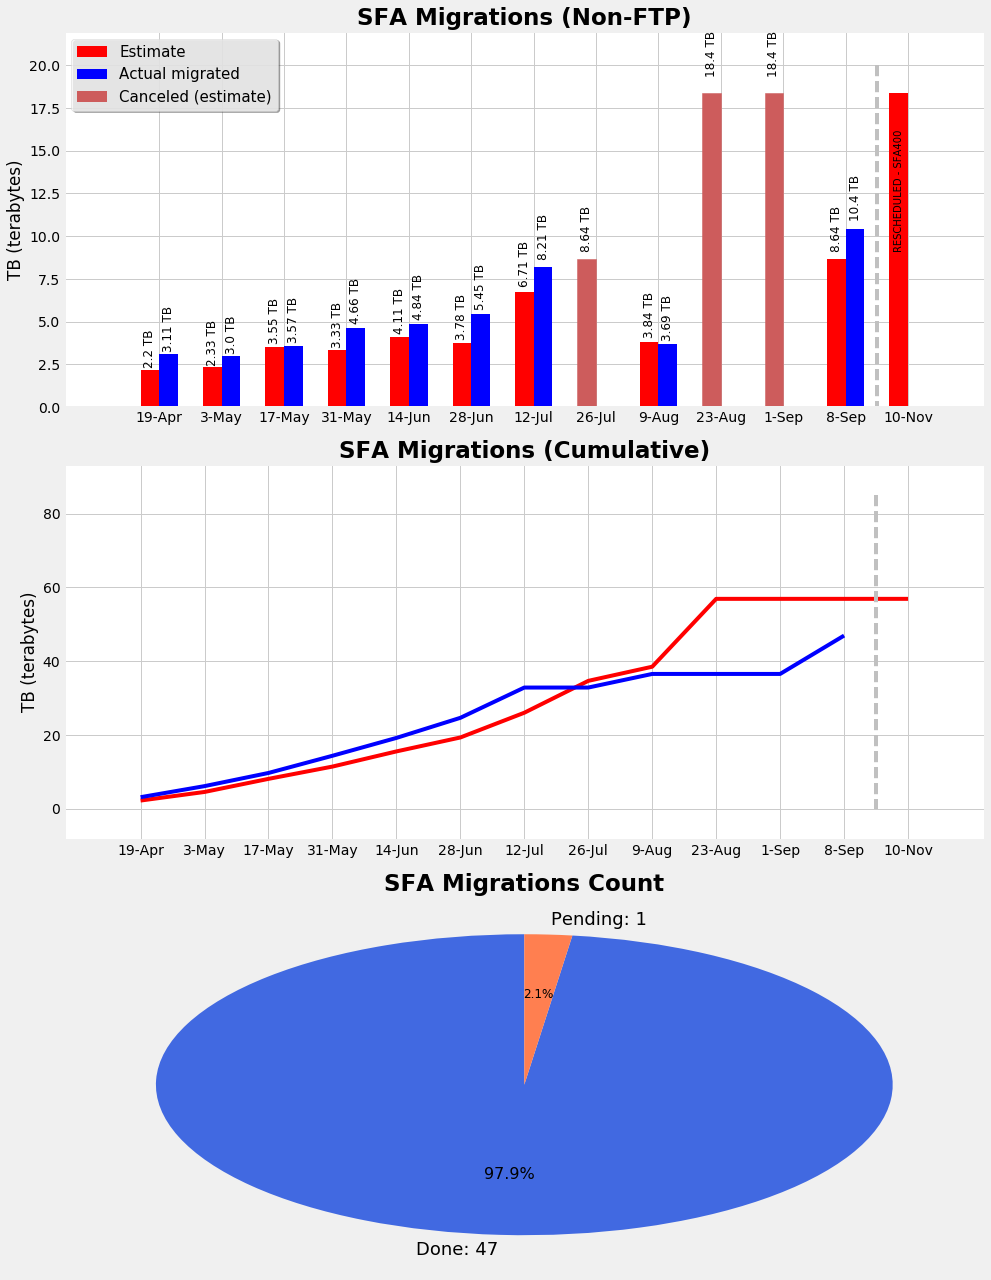 SFA Migrations (Non-FTP)
Estimate
Actual migrated
Canceled (estimate)
TB (terabytes)
20.0
17.5
15.0
12.5
10.0
7.5
5.0
2.5
0.0
2.2 TB
3.11 TB
2.33 TB
3.0 TB
3.55 TB
3.57 TB
3.33 TB
4.66 TB
4.11 TB
4.84 TB
3.78 TB
5.45 TB
6.71 TB
8.21 TB
8.64 TB
3.84 TB
3.69 TB
18.4 TB
18.4 TB
8.64 TB
10.4 TB
RESCHEDULED - SFA400
19-Apr 3-May 17-May 31-May 14-Jun 28-Jun 12-Jul 26-Jul 9-Aug 23-Aug 1-Sep 8-Sep 10-Nov
SFA Migrations (Cumulative)
TB (terabytes)
80
60
40
20
0
19-Apr 3-May 17-May 31-May 14-Jun 28-Jun 12-Jul 26-Jul 9-Aug 23-Aug 1-Sep 8-Sep 10-Nov
SFA Migrations Count
Pending: 1
2.1%
97.9%
Done: 47